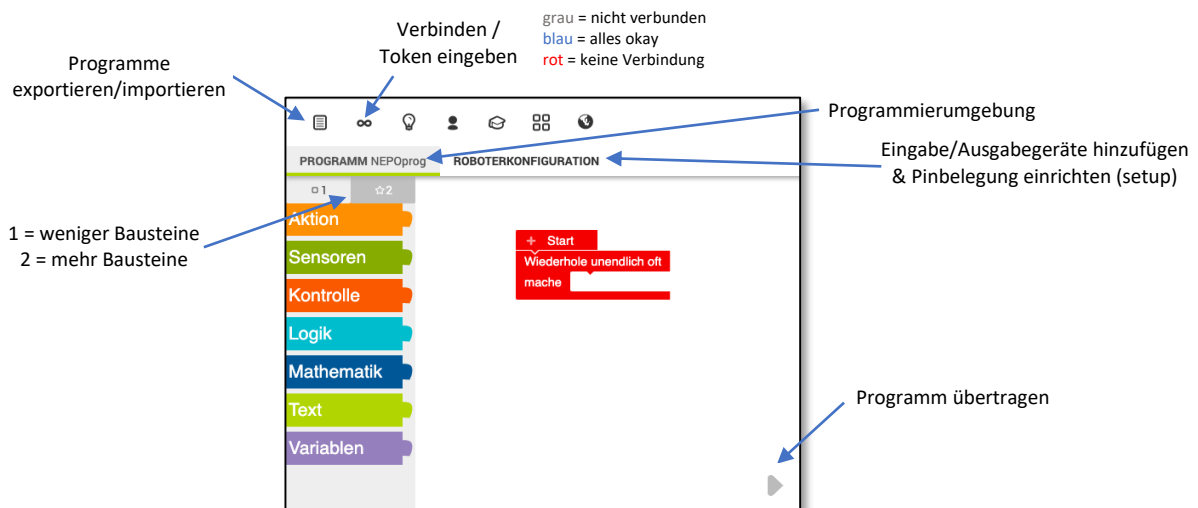 grau = nicht verbunden
Verbinden /
Token eingeben
blau = alles okay
rot = keine Verbindung
Programme
exportieren/importieren
Programmierumgebung
PROGRAMM NEPOprog
ROBOTERKONFIGURATION
Eingabe/Ausgabegeräte hinzufügen
& Pinbelegung einrichten (setup)
1
2
1 = weniger Bausteine
2 = mehr Bausteine
Aktion
Sensoren
Kontrolle
Logik
Mathematik
Text
Variablen
+ Start
Wiederhole unendlich oft
mache
Programm übertragen